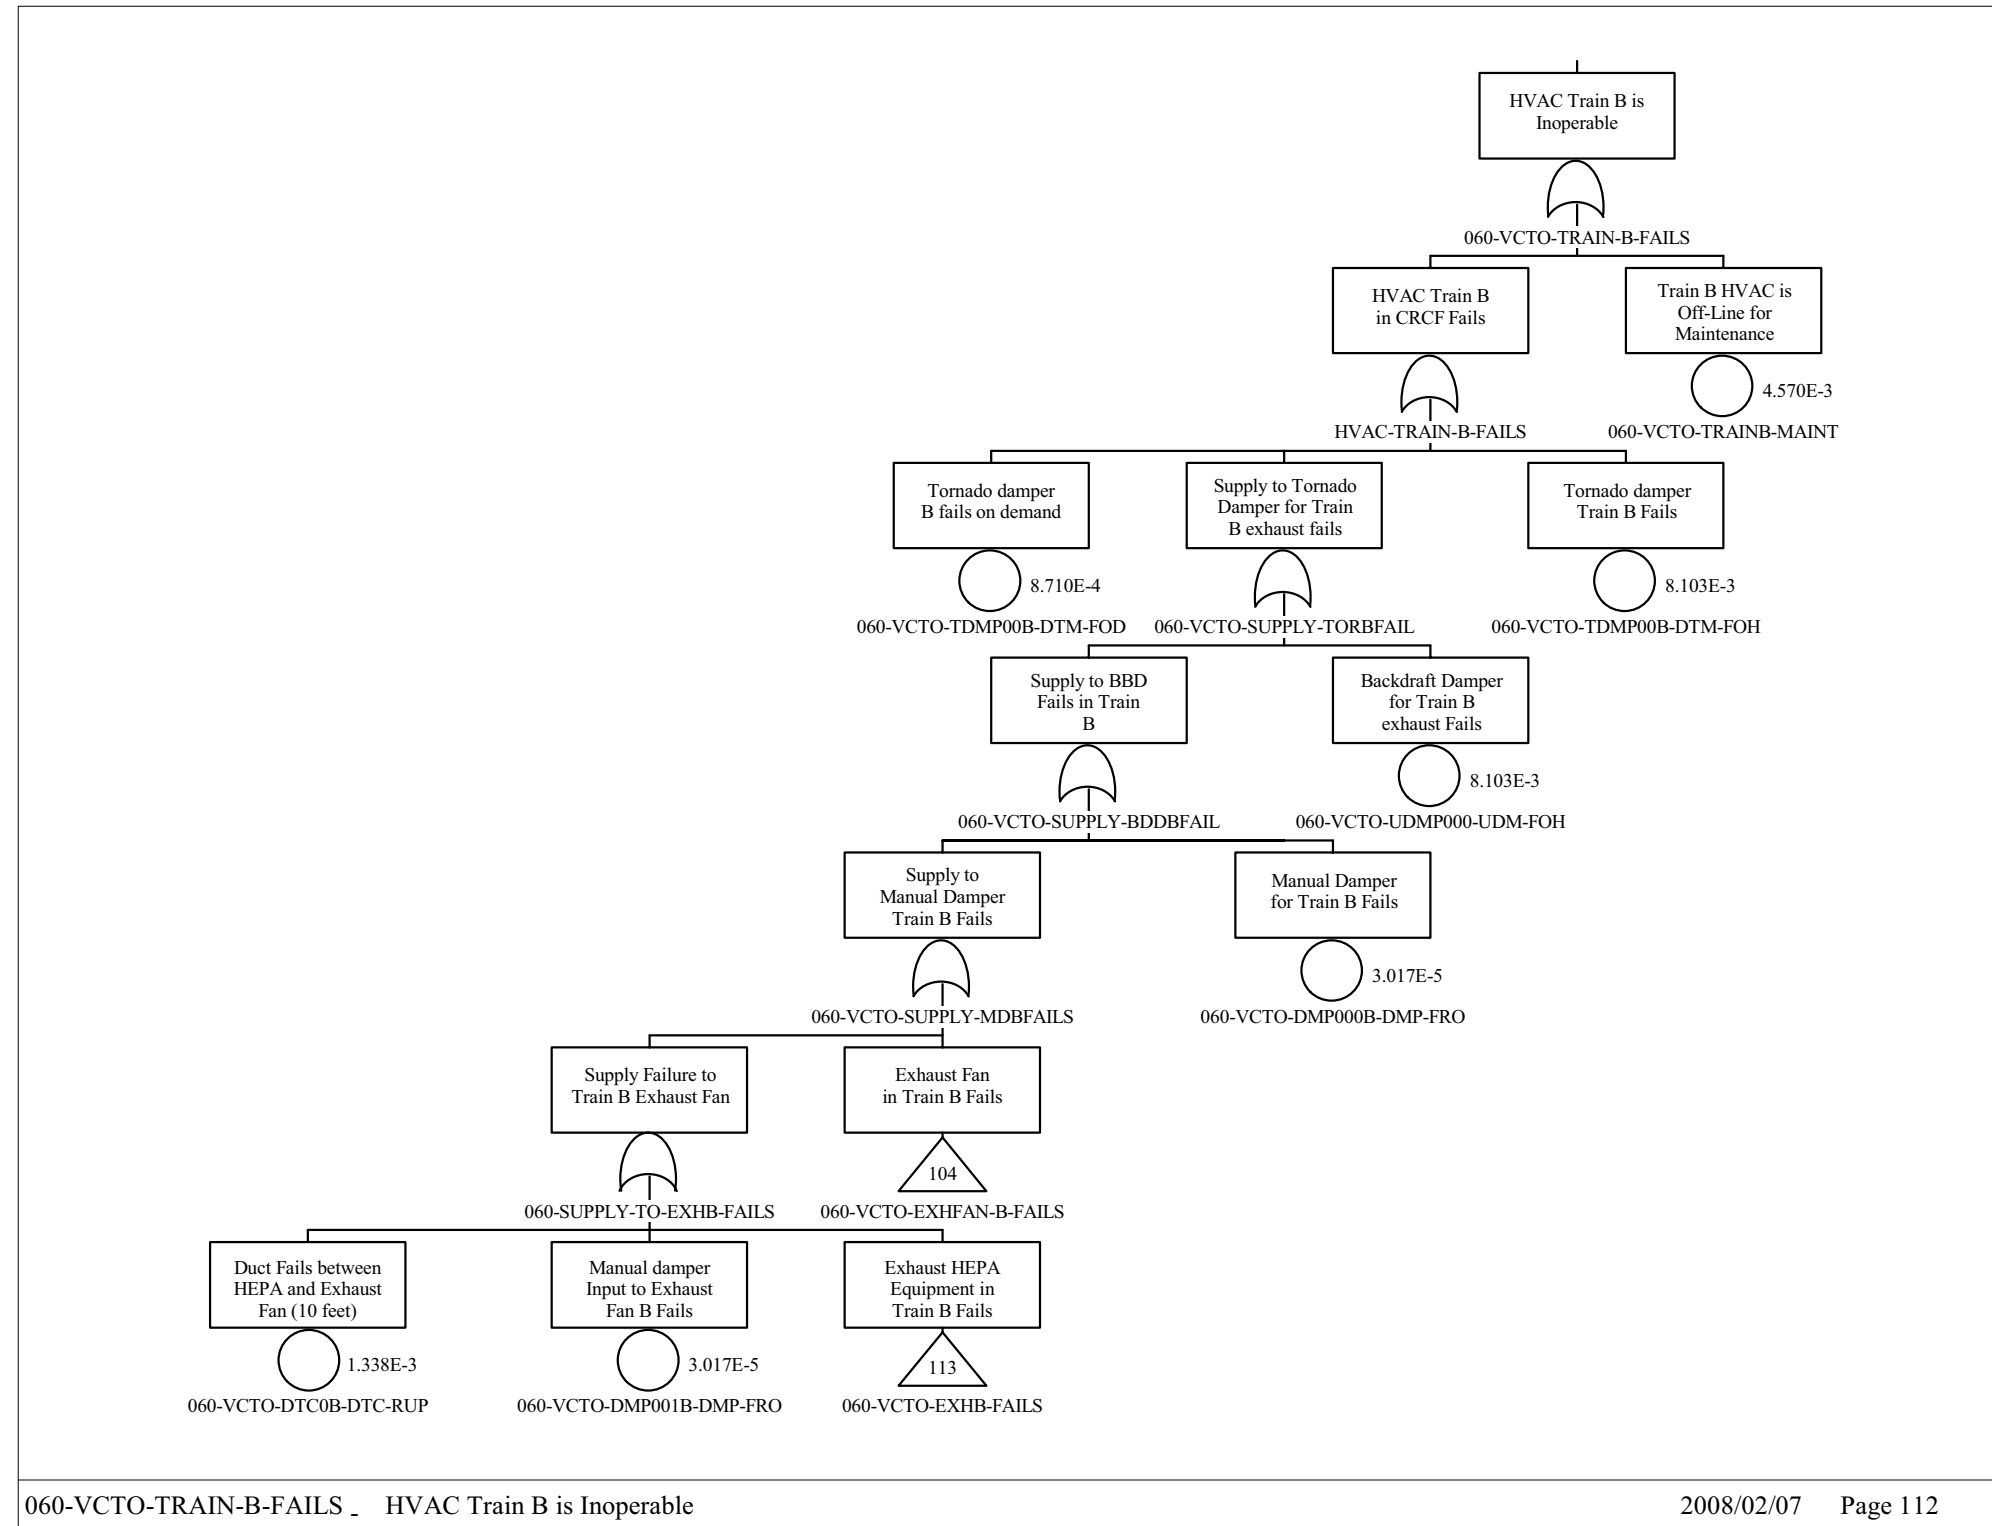 HVAC Train B is
Inoperable
060-VCTO-TRAIN-B-FAILS
HVAC Train B
in CRCF Fails
HVAC-TRAIN-B-FAILS
Train B HVAC is
Off-Line for
Maintenance
4.570E-3
060-VCTO-TRAINB-MAINT
Tornado damper
B fails on demand
8.710E-4
060-VCTO-TDMP00B-DTM-FOD
Supply to Tornado
Damper for Train
B exhaust fails
060-VCTO-SUPPLY-TORBFAIL
Tornado damper
Train B Fails
8.103E-3
060-VCTO-TDMP00B-DTM-FOH
Supply to BBD
Fails in Train
B
060-VCTO-SUPPLY-BDDBFAIL
Backdraft Damper
for Train B
exhaust Fails
8.103E-3
060-VCTO-UDMP000-UDM-FOH
Supply to
Manual Damper
Train B Fails
060-VCTO-SUPPLY-MDBFAILS
Manual Damper
for Train B Fails
3.017E-5
060-VCTO-DMP000B-DMP-FRO
Supply Failure to
Train B Exhaust Fan
060-SUPPLY-TO-EXHB-FAILS
Exhaust Fan
in Train B Fails
104
060-VCTO-EXHFAN-B-FAILS
Duct Fails between
HEPA and Exhaust
Fan (10 feet)
1.338E-3
060-VCTO-DTC0B-DTC-RUP
Manual damper
Input to Exhaust
Fan B Fails
3.017E-5
060-VCTO-DMP001B-DMP-FRO
Exhaust HEPA
Equipment in
Train B Fails
113
060-VCTO-EXHB-FAILS
060-VCTO-TRAIN-B-FAILS _ HVAC Train B is Inoperable 2008/02/07 Page 112